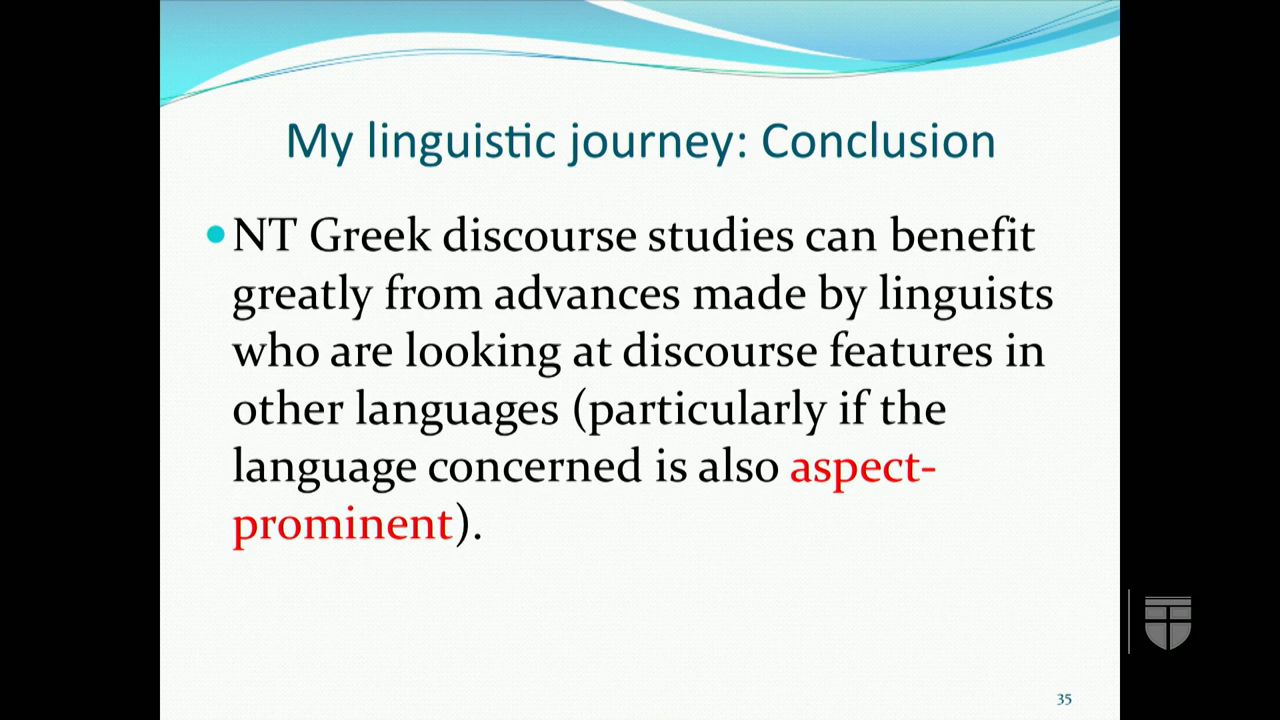 My linguistic journey: Conclusion
• NT Greek discourse studies can benefit
greatly from advances made by linguists
who are looking at discourse features in
other languages (particularly if the
language concerned is also aspect-
prominent).
35